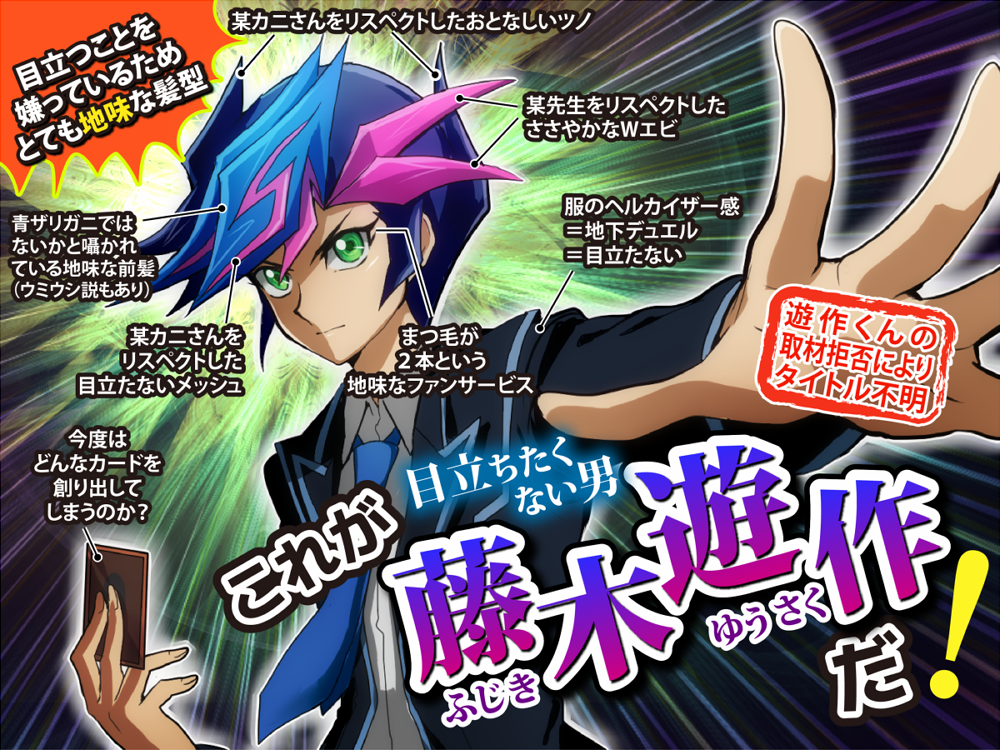 目立つことを
嫌っているため
とても地味な髪型
某カニさんをリスペクトしたおとなしいツノ
某先生をリスペクトした
ささやかなWエビ
青ザリガニでは
ないかと囁かれ
ている地味な前髪
（ウミウシ説もあり）
服のヘルカイザー感
＝地下デュエル
＝目立たない
某カニさんを
リスペクトした
目立たないメッシュ
まつ毛が
２本という
地味なファンサービス
遊作くんの
取材拒否により
タイトル不明
今度は
どんなカードを
創り出して
しまうのか？
目立ちたく
ない男
これが
藤木遊作
ふじき ゆうさく
だ！